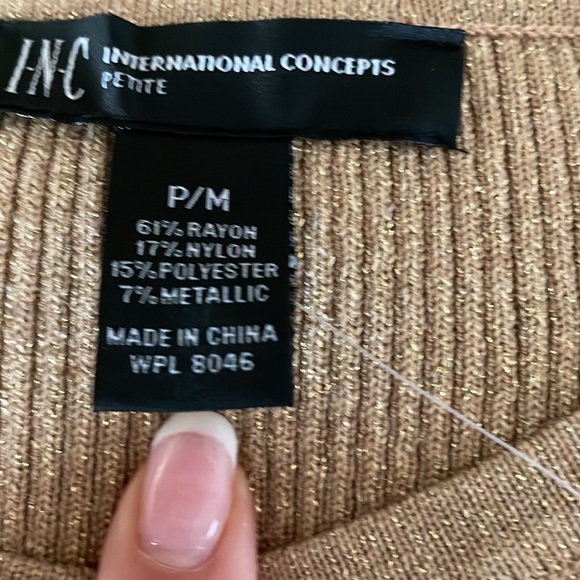 I·N·C INTERNATIONAL CONCEPTS
PETITE
P/M
61% RAYON
17% NYLON
15% POLYESTER
7% METALLIC
MADE IN CHINA
WPL 8046